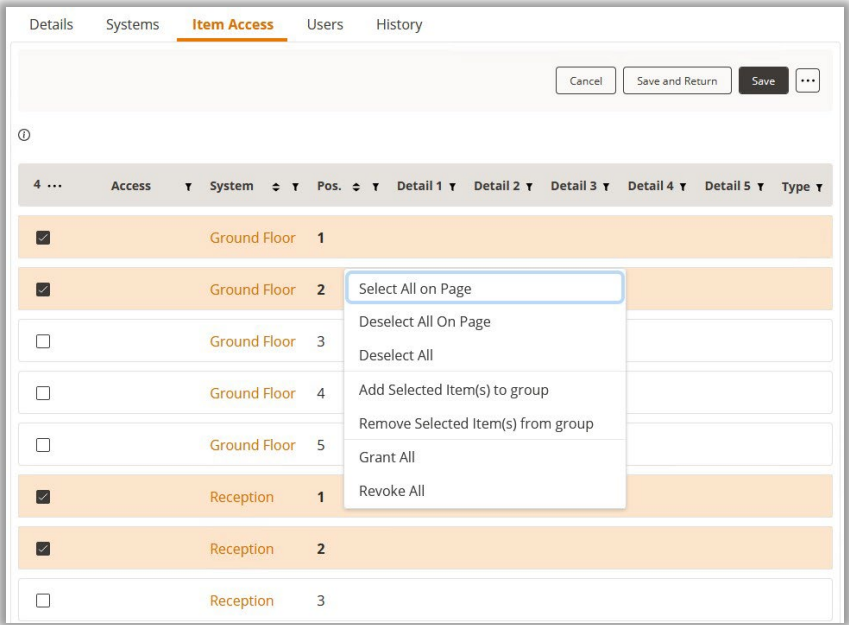 Details Systems Item Access Users History
Cancel Save and Return Save ...
4 ... Access System Pos. Detail 1 Detail 2 Detail 3 Detail 4 Detail 5 Type
Ground Floor 1
Ground Floor 2
Select All on Page
Deselect All On Page
Ground Floor 3
Deselect All
Ground Floor 4
Add Selected Item(s) to group
Remove Selected Item(s) from group
Ground Floor 5
Grant All
Revoke All
Reception 1
Reception 2
Reception 3